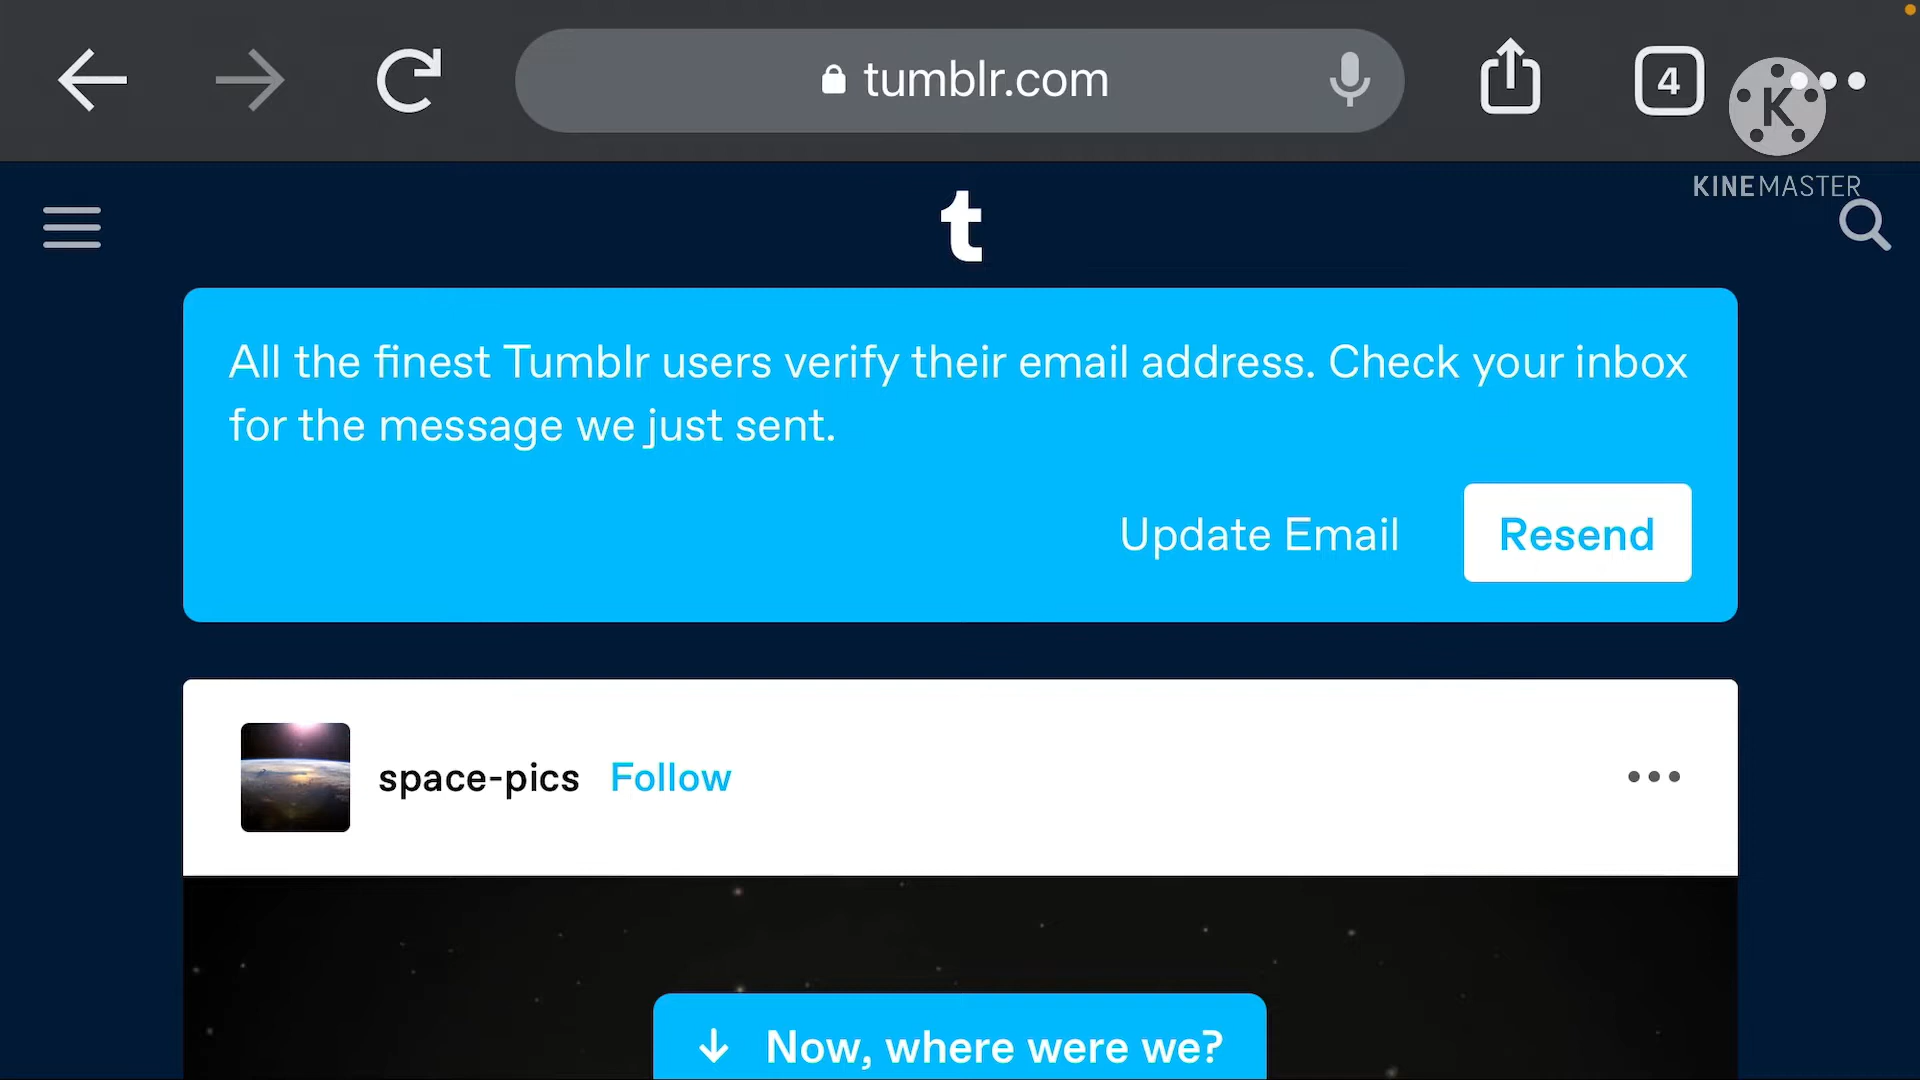 tumblr.com
4
K
KINEMASTER
t
All the finest Tumblr users verify their email address. Check your inbox
for the message we just sent.
Update Email
Resend
space-pics Follow
Now, where were we?